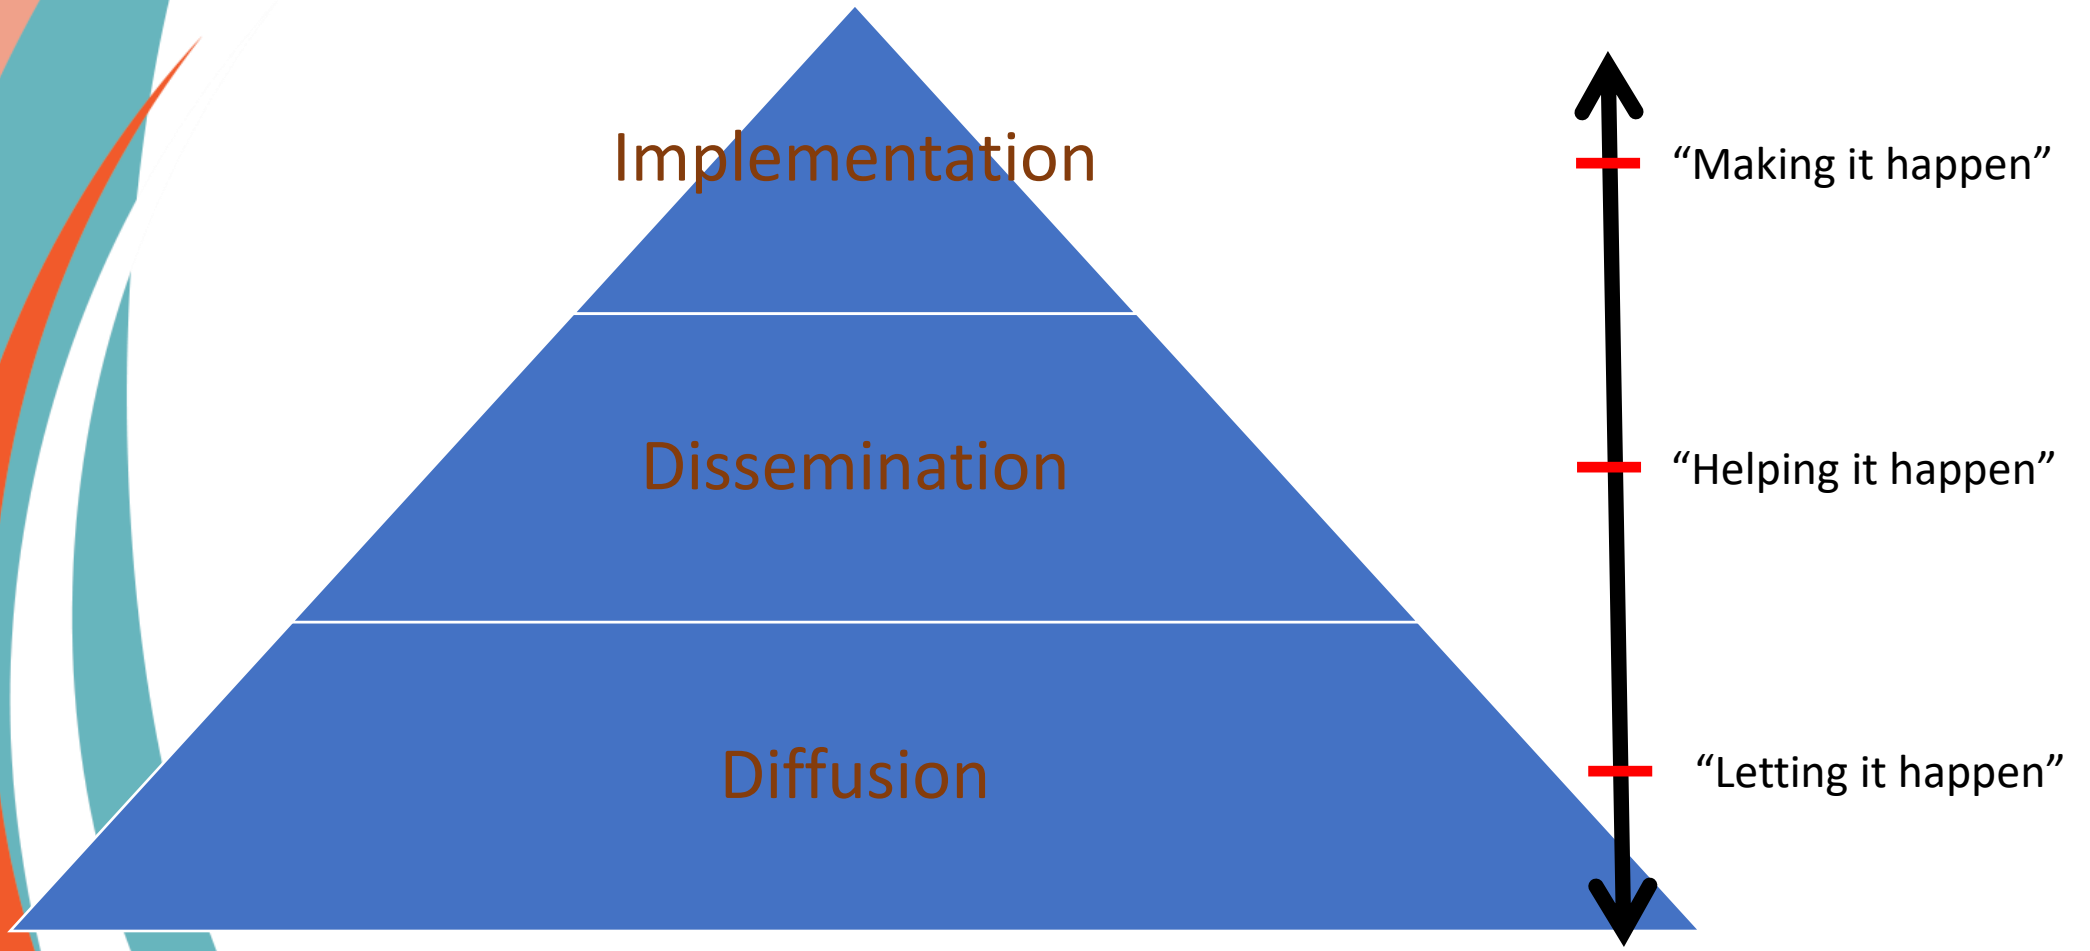 Implementation
“Making it happen”
Dissemination
“Helping it happen”
Diffusion
“Letting it happen”